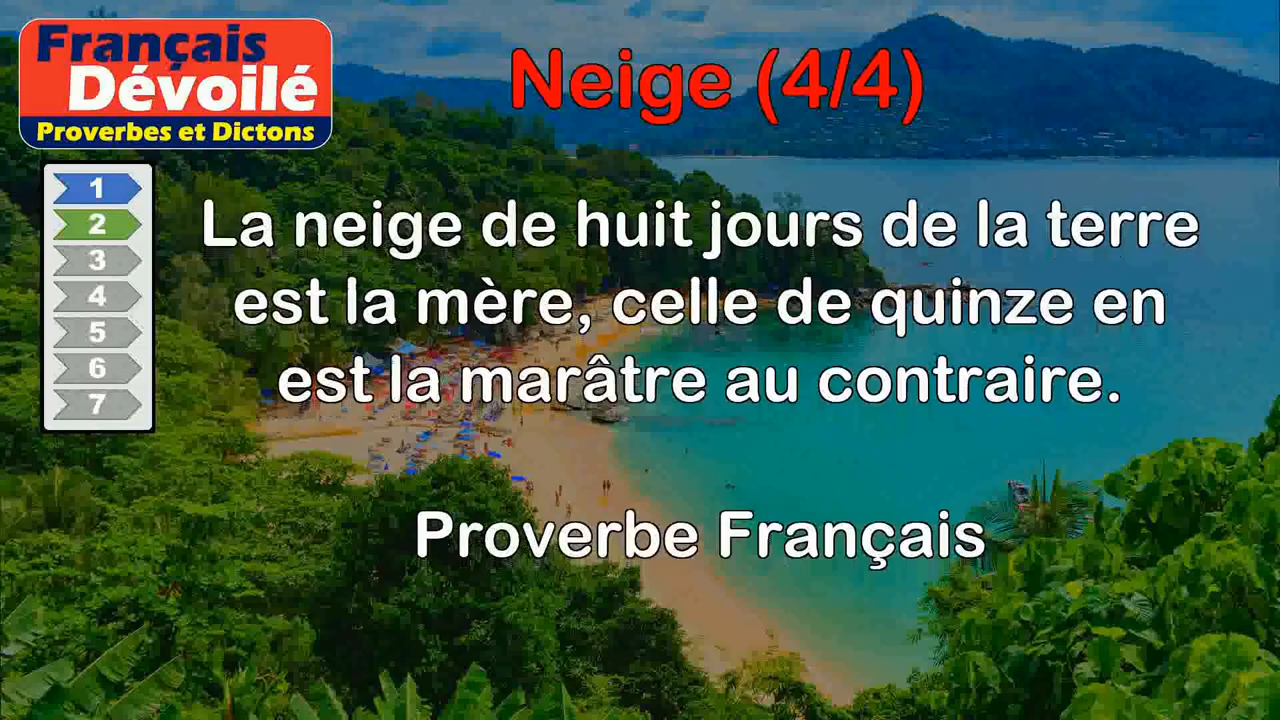 Français
Dévoilé
Proverbes et Dictons
Neige (4/4)
1
2
3
4
5
6
7
La neige de huit jours de la terre
est la mère, celle de quinze en
est la marâtre au contraire.
Proverbe Français